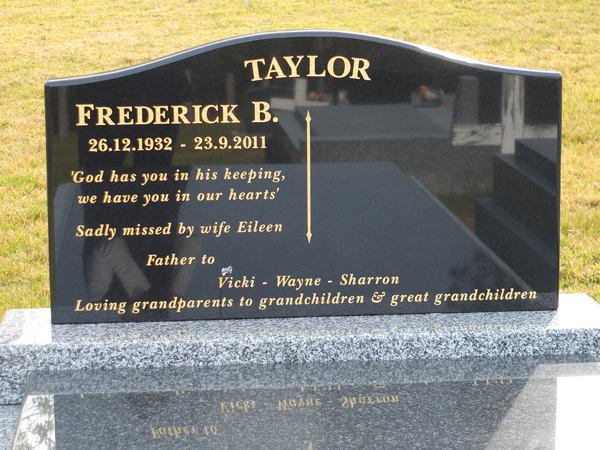 TAYLOR
FREDERICK B.
26.12.1932 - 23.9.2011
'God has you in his keeping,
we have you in our hearts'
Sadly missed by wife Eileen
Father to
Vicki - Wayne - Sharron
Loving grandparents to grandchildren & great grandchildren